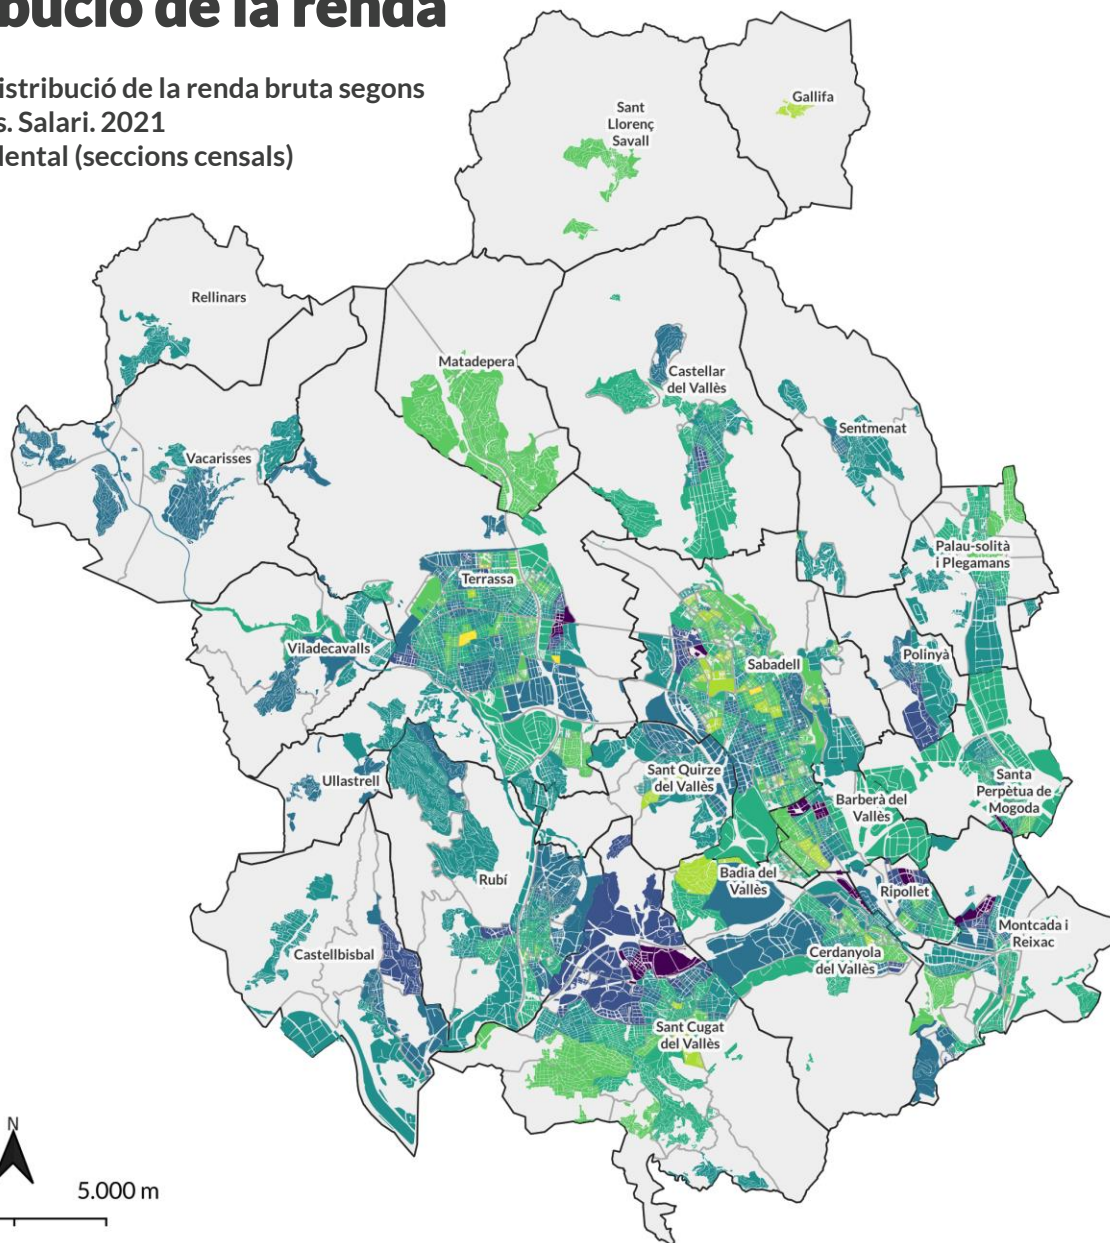 bució de la renda
istribució de la renda bruta segons
s. Salari. 2021
dental (seccions censals)
Gallifa
Sant
Llorenç
Savall
Rellinars
Matadepera
Castellar
del Vallès
Sentmenat
Vacarisses
Palau-solità
i Plegamans
Terrassa
Viladecavalls
Polinyà
Sabadell
Ullastrell
Sant Quirze
del Vallès
Santa
Perpètua de
Mogoda
Barberà del
Vallès
Rubí
Badia del
Vallès
Ripollet
Montcada i
Reixac
Castellbisbal
Cerdanyola
del Vallès
Sant Cugat
del Vallès
N
5.000 m